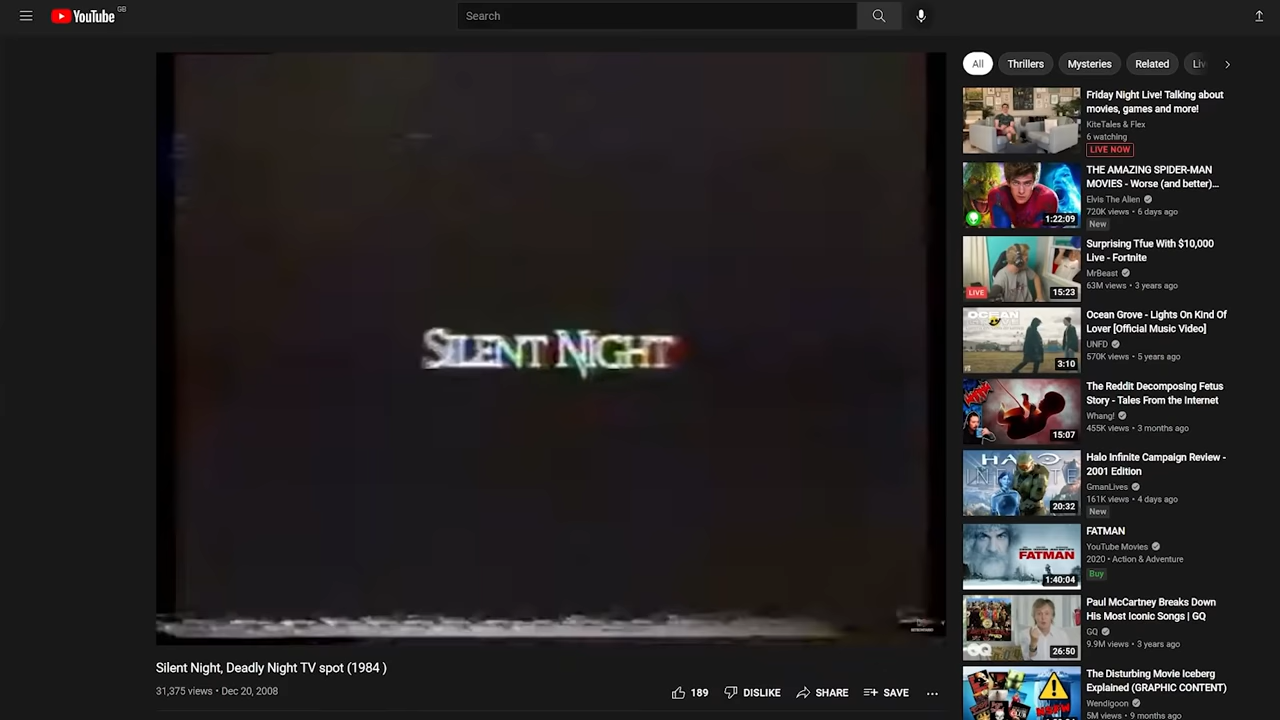 YouTube GB
Search
SILENT NIGHT
Silent Night, Deadly Night TV spot (1984 )
31,375 views • Dec 20, 2008
189
DISLIKE
SHARE
SAVE
All
Thrillers
Mysteries
Related
Friday Night Live! Talking about
movies, games and more!
KiteTales & Flex
6 watching
LIVE NOW
1:22:09
THE AMAZING SPIDER-MAN
MOVIES - Worse (and better)...
Elvis The Alien
720K views • 6 days ago
New
LIVE
15:23
Surprising Tfue With $10,000
Live - Fortnite
MrBeast
63M views • 3 years ago
3:10
Ocean Grove - Lights On Kind Of
Lover [Official Music Video]
UNFD
570K views • 5 years ago
15:07
The Reddit Decomposing Fetus
Story - Tales From the Internet
Whang!
455K views • 3 months ago
HALO
INFINITE
20:32
Halo Infinite Campaign Review -
2001 Edition
GmanLives
161K views • 4 days ago
New
FATMAN
1:40:04
FATMAN
YouTube Movies
2020 • Action & Adventure
Buy
GQ
26:50
Paul McCartney Breaks Down
His Most Iconic Songs | GQ
GQ
9.9M views • 3 years ago
The Disturbing Movie Iceberg
Explained (GRAPHIC CONTENT)
Wendigoon
5M views • 9 months ago